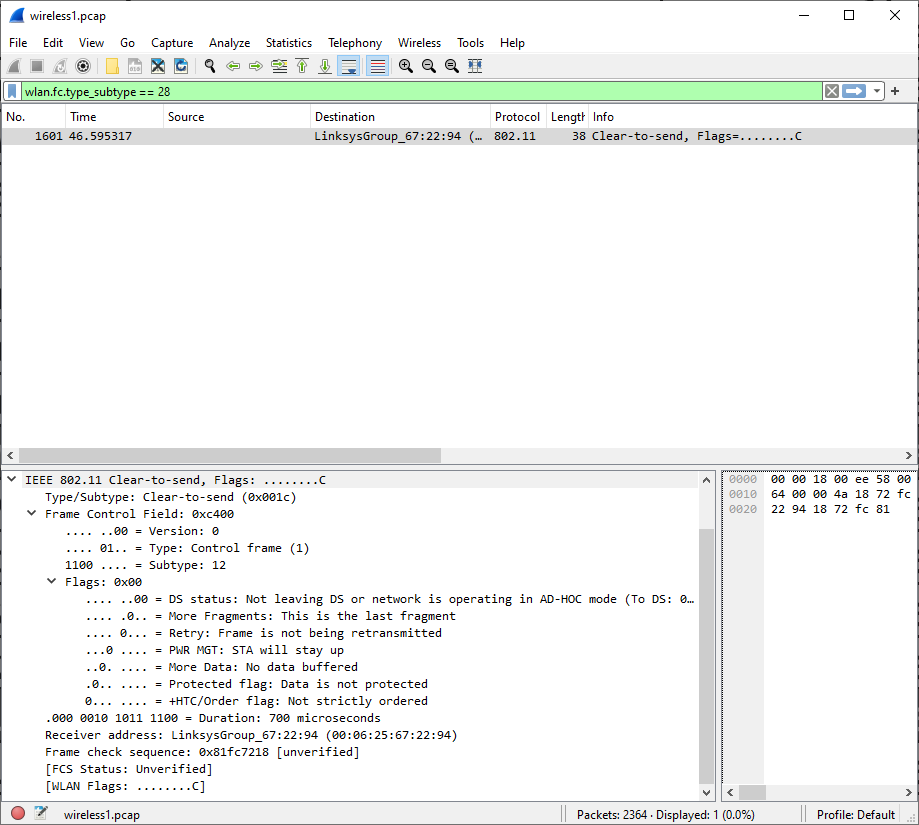 wireless1.pcap
File Edit View Go Capture Analyze Statistics Telephony Wireless Tools Help
wlan.fc.type_subtype == 28
No. Time Source Destination Protocol Length Info
1601 46.595317 LinksysGroup_67:22:94 (… 802.11 38 Clear-to-send, Flags=........C
IEEE 802.11 Clear-to-send, Flags: ........C
Type/Subtype: Clear-to-send (0x001c)
Frame Control Field: 0xc400
.... ..00 = Version: 0
.... 01.. = Type: Control frame (1)
1100 .... = Subtype: 12
Flags: 0x00
.... ..00 = DS status: Not leaving DS or network is operating in AD-HOC mode (To DS: 0…
.... .0.. = More Fragments: This is the last fragment
.... 0... = Retry: Frame is not being retransmitted
...0 .... = PWR MGT: STA will stay up
..0. .... = More Data: No data buffered
.0.. .... = Protected flag: Data is not protected
0... .... = +HTC/Order flag: Not strictly ordered
.000 0010 1011 1100 = Duration: 700 microseconds
Receiver address: LinksysGroup_67:22:94 (00:06:25:67:22:94)
Frame check sequence: 0x81fc7218 [unverified]
[FCS Status: Unverified]
[WLAN Flags: ........C]
0000 00 00 18 00 ee 58 00
0010 64 00 00 4a 18 72 fc
0020 22 94 18 72 fc 81
wireless1.pcap
Packets: 2364 · Displayed: 1 (0.0%)
Profile: Default